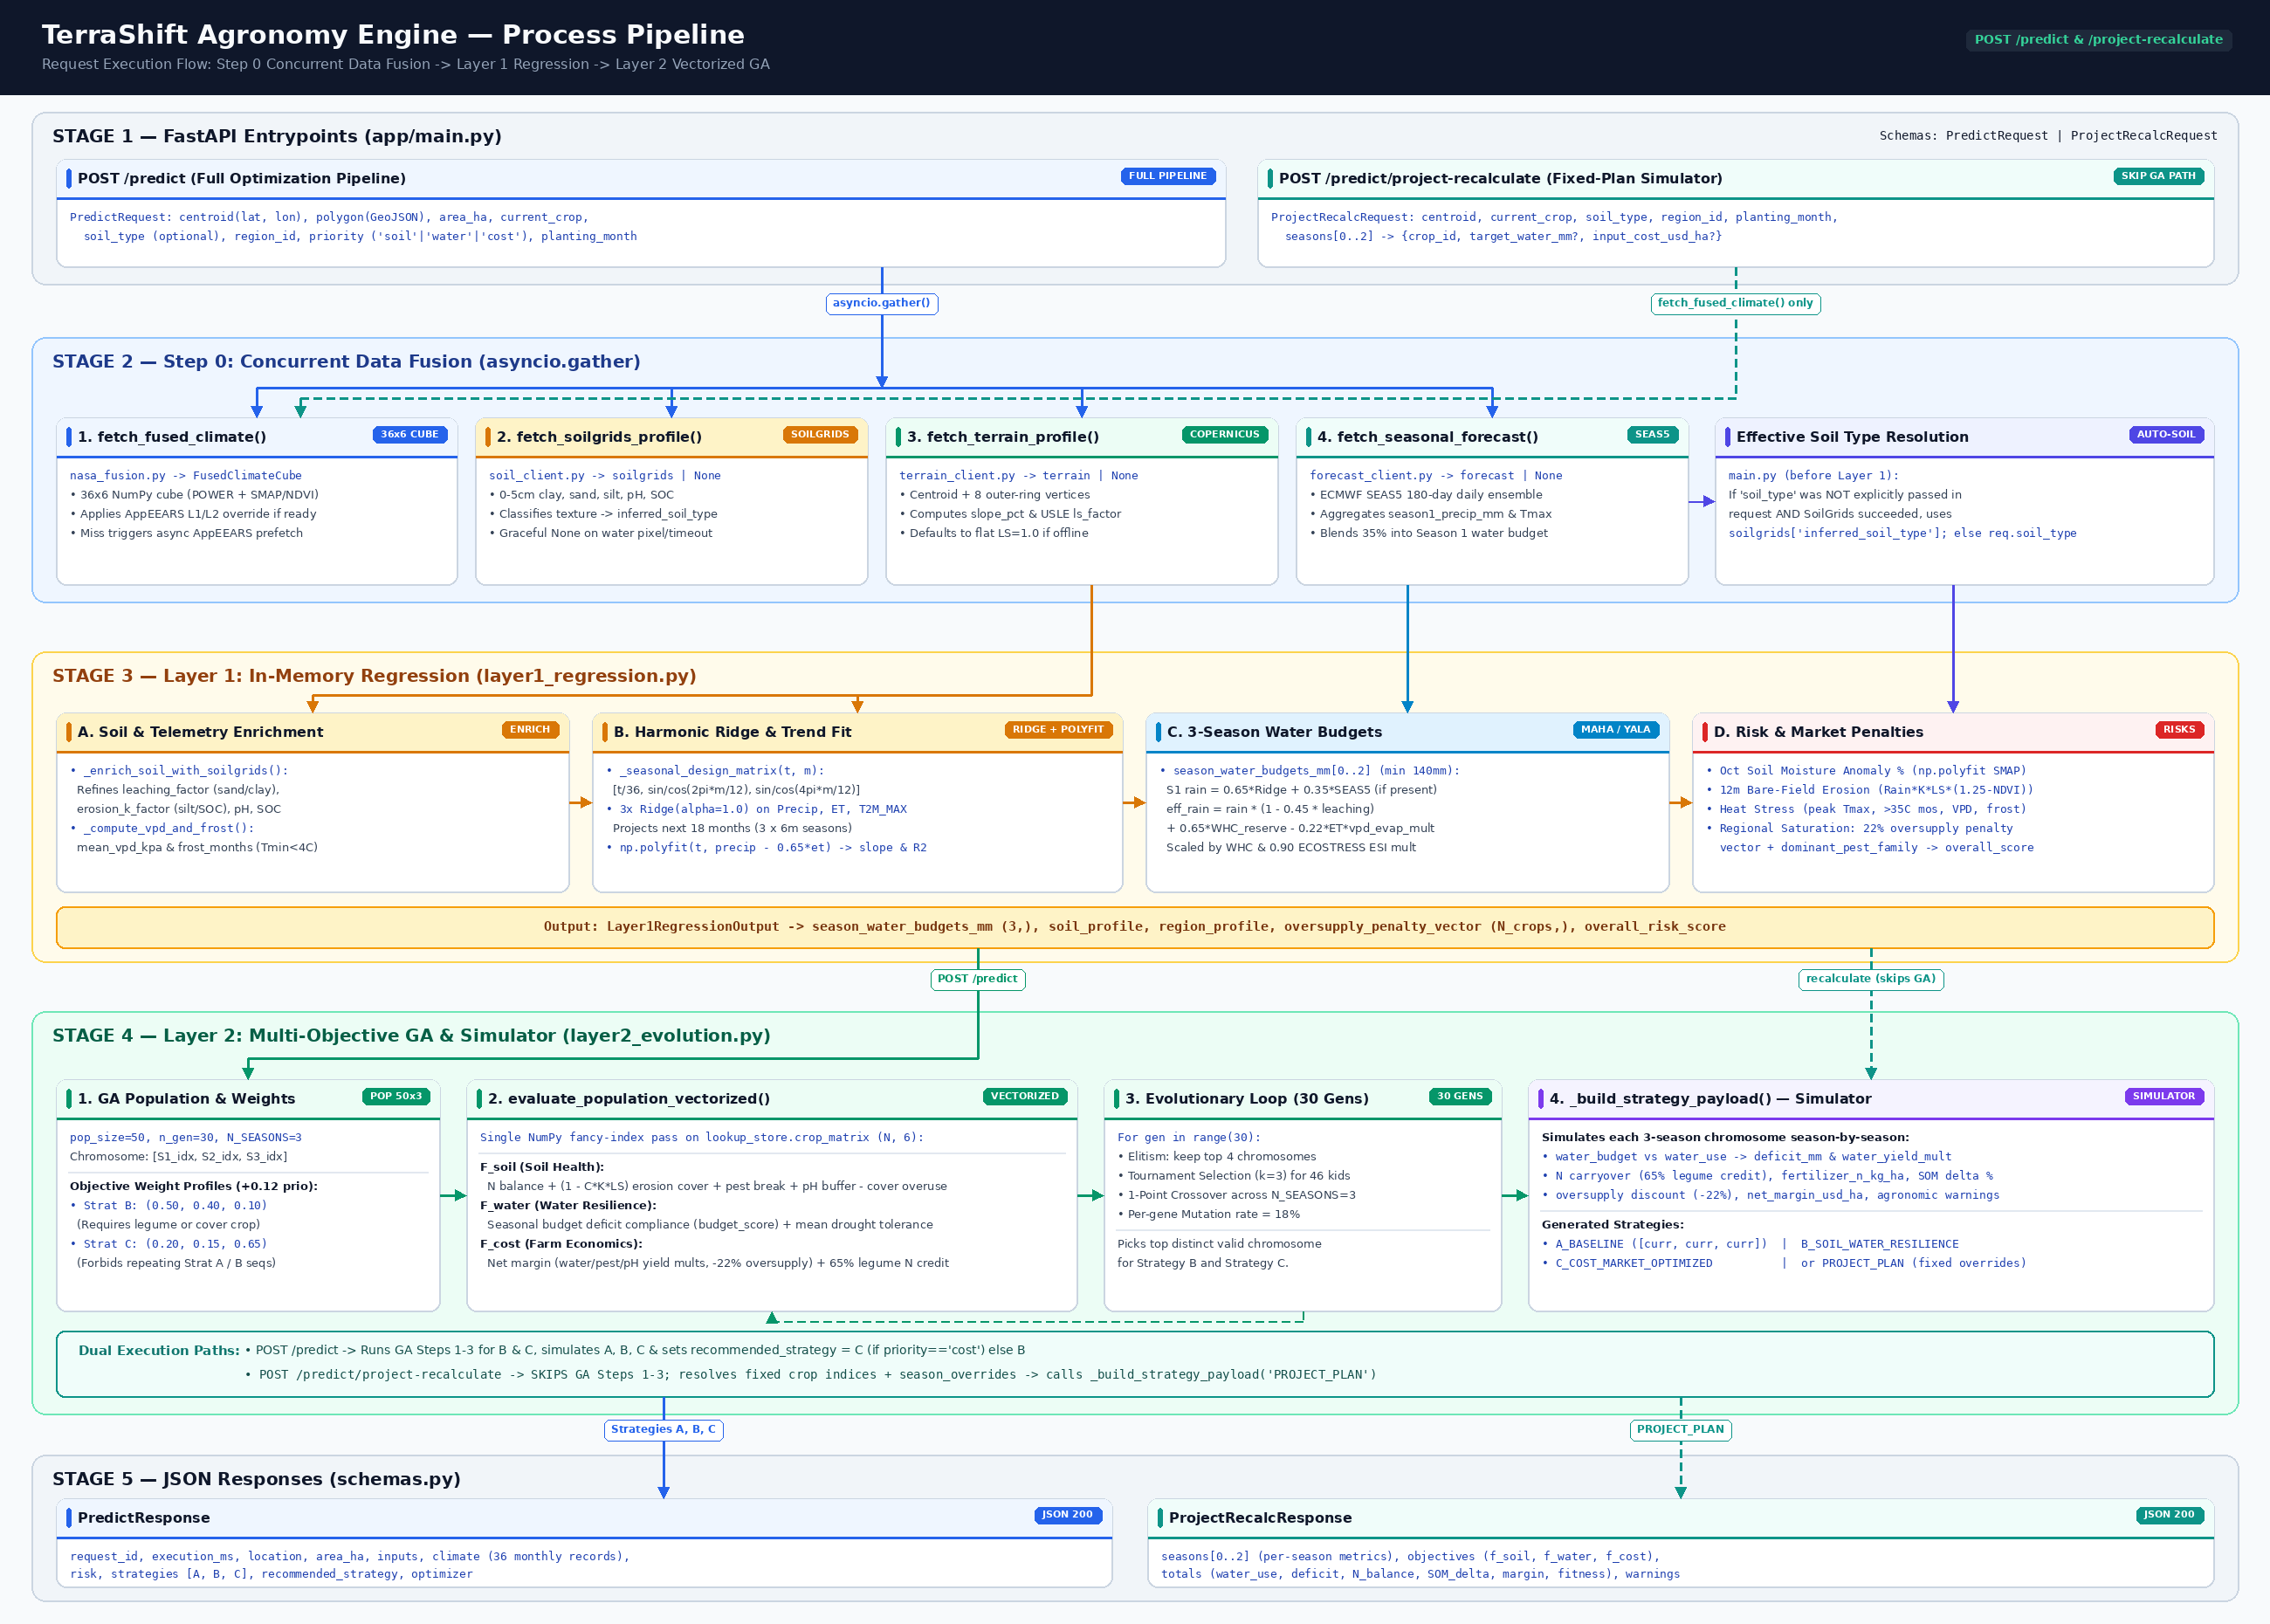 TerraShift Agronomy Engine — Process Pipeline
POST /predict & /project-recalculate
Request Execution Flow: Step 0 Concurrent Data Fusion -> Layer 1 Regression -> Layer 2 Vectorized GA
STAGE 1 — FastAPI Entrypoints (app/main.py)
Schemas: PredictRequest | ProjectRecalcRequest
POST /predict (Full Optimization Pipeline)
FULL PIPELINE
PredictRequest: centroid(lat, lon), polygon(GeoJSON), area_ha, current_crop,
soil_type (optional), region_id, priority ('soil'|'water'|'cost'), planting_month
POST /predict/project-recalculate (Fixed-Plan Simulator)
SKIP GA PATH
ProjectRecalcRequest: centroid, current_crop, soil_type, region_id, planting_month,
seasons[0..2] -> {crop_id, target_water_mm?, input_cost_usd_ha?}
asyncio.gather()
fetch_fused_climate() only
STAGE 2 — Step 0: Concurrent Data Fusion (asyncio.gather)
1. fetch_fused_climate()
36x6 CUBE
nasa_fusion.py -> FusedClimateCube
• 36x6 NumPy cube (POWER + SMAP/NDVI)
• Applies AppEEARS L1/L2 override if ready
• Miss triggers async AppEEARS prefetch
2. fetch_soilgrids_profile()
SOILGRIDS
soil_client.py -> soilgrids | None
• 0-5cm clay, sand, silt, pH, SOC
• Classifies texture -> inferred_soil_type
• Graceful None on water pixel/timeout
3. fetch_terrain_profile()
COPERNICUS
terrain_client.py -> terrain | None
• Centroid + 8 outer-ring vertices
• Computes slope_pct & USLE ls_factor
• Defaults to flat LS=1.0 if offline
4. fetch_seasonal_forecast()
SEAS5
forecast_client.py -> forecast | None
• ECMWF SEAS5 180-day daily ensemble
• Aggregates season1_precip_mm & Tmax
• Blends 35% into Season 1 water budget
Effective Soil Type Resolution
AUTO-SOIL
main.py (before Layer 1):
If 'soil_type' was NOT explicitly passed in
request AND SoilGrids succeeded, uses
soilgrids['inferred_soil_type']; else req.soil_type
STAGE 3 — Layer 1: In-Memory Regression (layer1_regression.py)
A. Soil & Telemetry Enrichment
ENRICH
• _enrich_soil_with_soilgrids():
Refines leaching_factor (sand/clay),
erosion_k_factor (silt/SOC), pH, SOC
• _compute_vpd_and_frost():
mean_vpd_kpa & frost_months (Tmin<4C)
B. Harmonic Ridge & Trend Fit
RIDGE + POLYFIT
• _seasonal_design_matrix(t, m):
[t/36, sin/cos(2pi*m/12), sin/cos(4pi*m/12)]
• 3x Ridge(alpha=1.0) on Precip, ET, T2M_MAX
Projects next 18 months (3 x 6m seasons)
• np.polyfit(t, precip - 0.65*et) -> slope & R2
C. 3-Season Water Budgets
MAHA / YALA
• season_water_budgets_mm[0..2] (min 140mm):
S1 rain = 0.65*Ridge + 0.35*SEAS5 (if present)
eff_rain = rain * (1 - 0.45 * leaching)
+ 0.65*WHC_reserve - 0.22*ET*vpd_evap_mult
Scaled by WHC & 0.90 ECOSTRESS ESI mult
D. Risk & Market Penalties
RISKS
• Oct Soil Moisture Anomaly % (np.polyfit SMAP)
• 12m Bare-Field Erosion (Rain*K*LS*(1.25-NDVI))
• Heat Stress (peak Tmax, >35C mos, VPD, frost)
• Regional Saturation: 22% oversupply penalty
vector + dominant_pest_family -> overall_score
Output: Layer1RegressionOutput -> season_water_budgets_mm (3,), soil_profile, region_profile, oversupply_penalty_vector (N_crops,), overall_risk_score
POST /predict
recalculate (skips GA)
STAGE 4 — Layer 2: Multi-Objective GA & Simulator (layer2_evolution.py)
1. GA Population & Weights
POP 50x3
pop_size=50, n_gen=30, N_SEASONS=3
Chromosome: [S1_idx, S2_idx, S3_idx]
Objective Weight Profiles (+0.12 prio):
• Strat B: (0.50, 0.40, 0.10)
(Requires legume or cover crop)
• Strat C: (0.20, 0.15, 0.65)
(Forbids repeating Strat A / B seqs)
2. evaluate_population_vectorized()
VECTORIZED
Single NumPy fancy-index pass on lookup_store.crop_matrix (N, 6):
F_soil (Soil Health):
N balance + (1 - C*K*LS) erosion cover + pest break + pH buffer - cover overuse
F_water (Water Resilience):
Seasonal budget deficit compliance (budget_score) + mean drought tolerance
F_cost (Farm Economics):
Net margin (water/pest/pH yield mults, -22% oversupply) + 65% legume N credit
3. Evolutionary Loop (30 Gens)
30 GENS
For gen in range(30):
• Elitism: keep top 4 chromosomes
• Tournament Selection (k=3) for 46 kids
• 1-Point Crossover across N_SEASONS=3
• Per-gene Mutation rate = 18%
Picks top distinct valid chromosome
for Strategy B and Strategy C.
4. _build_strategy_payload() — Simulator
SIMULATOR
Simulates each 3-season chromosome season-by-season:
• water_budget vs water_use -> deficit_mm & water_yield_mult
• N carryover (65% legume credit), fertilizer_n_kg_ha, SOM delta %
• oversupply discount (-22%), net_margin_usd_ha, agronomic warnings
Generated Strategies:
• A_BASELINE ([curr, curr, curr]) | B_SOIL_WATER_RESILIENCE
• C_COST_MARKET_OPTIMIZED | or PROJECT_PLAN (fixed overrides)
Dual Execution Paths: • POST /predict -> Runs GA Steps 1-3 for B & C, simulates A, B, C & sets recommended_strategy = C (if priority=='cost') else B
• POST /predict/project-recalculate -> SKIPS GA Steps 1-3; resolves fixed crop indices + season_overrides -> calls _build_strategy_payload('PROJECT_PLAN')
Strategies A, B, C
PROJECT_PLAN
STAGE 5 — JSON Responses (schemas.py)
PredictResponse
JSON 200
request_id, execution_ms, location, area_ha, inputs, climate (36 monthly records),
risk, strategies [A, B, C], recommended_strategy, optimizer
ProjectRecalcResponse
JSON 200
seasons[0..2] (per-season metrics), objectives (f_soil, f_water, f_cost),
totals (water_use, deficit, N_balance, SOM_delta, margin, fitness), warnings